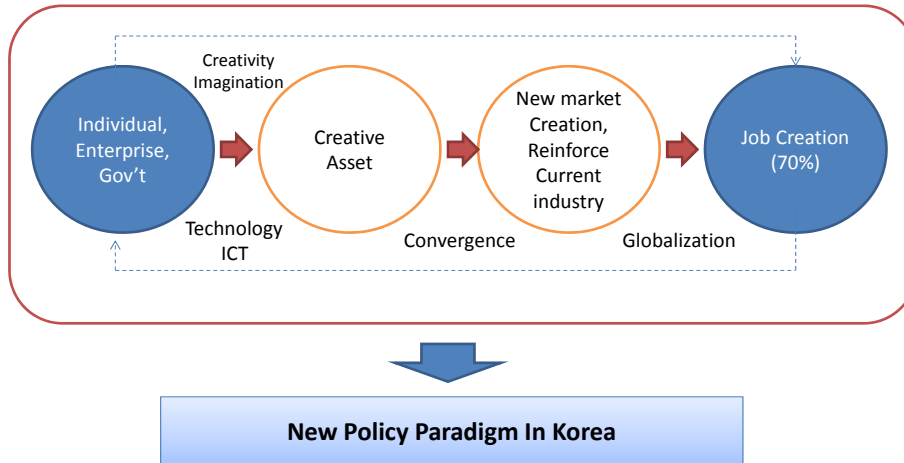 Creativity
Imagination
Individual,
Enterprise,
Gov't
Creative
Asset
New market
Creation,
Reinforce
Current
industry
Job Creation
(70%)
Technology
ICT
Convergence
Globalization
New Policy Paradigm In Korea